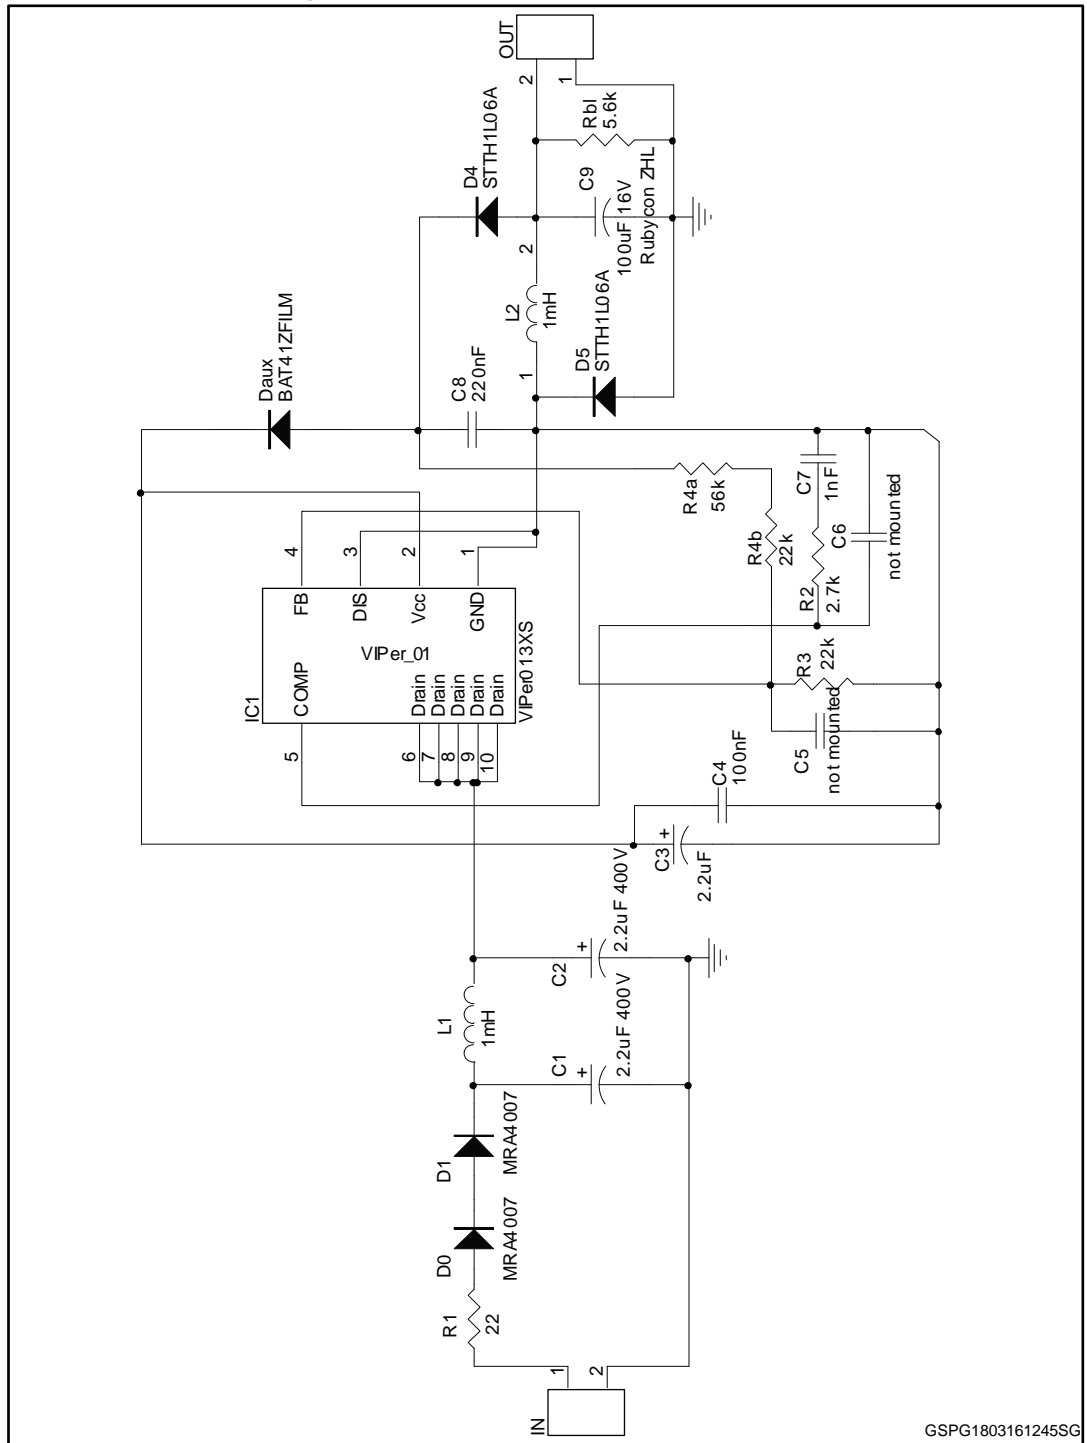 OUT
2
1
Rbl
5.6k
D4
STTH1L06A
C9
100uF 16V
Rubycon ZHL
2
L2
1mH
1
D5
STTH1L06A
Daux
BAT41ZFILM
C8
220nF
R4a
56k
R4b
22k
C7
1nF
R2
2.7k
C6
not mounted
4
3
2
1
FB
DIS
Vcc
GND
VIPer_01
VIPer013XS
IC1
COMP
Drain
Drain
Drain
Drain
Drain
5
6
7
8
9
10
R3
22k
C5
not mounted
C4
100nF
C3
+
2.2uF
C2
+
2.2uF 400V
L1
1mH
C1
+
2.2uF 400V
D1
MRA4007
D0
MRA4007
R1
22
1
2
IN
GSPG1803161245SG